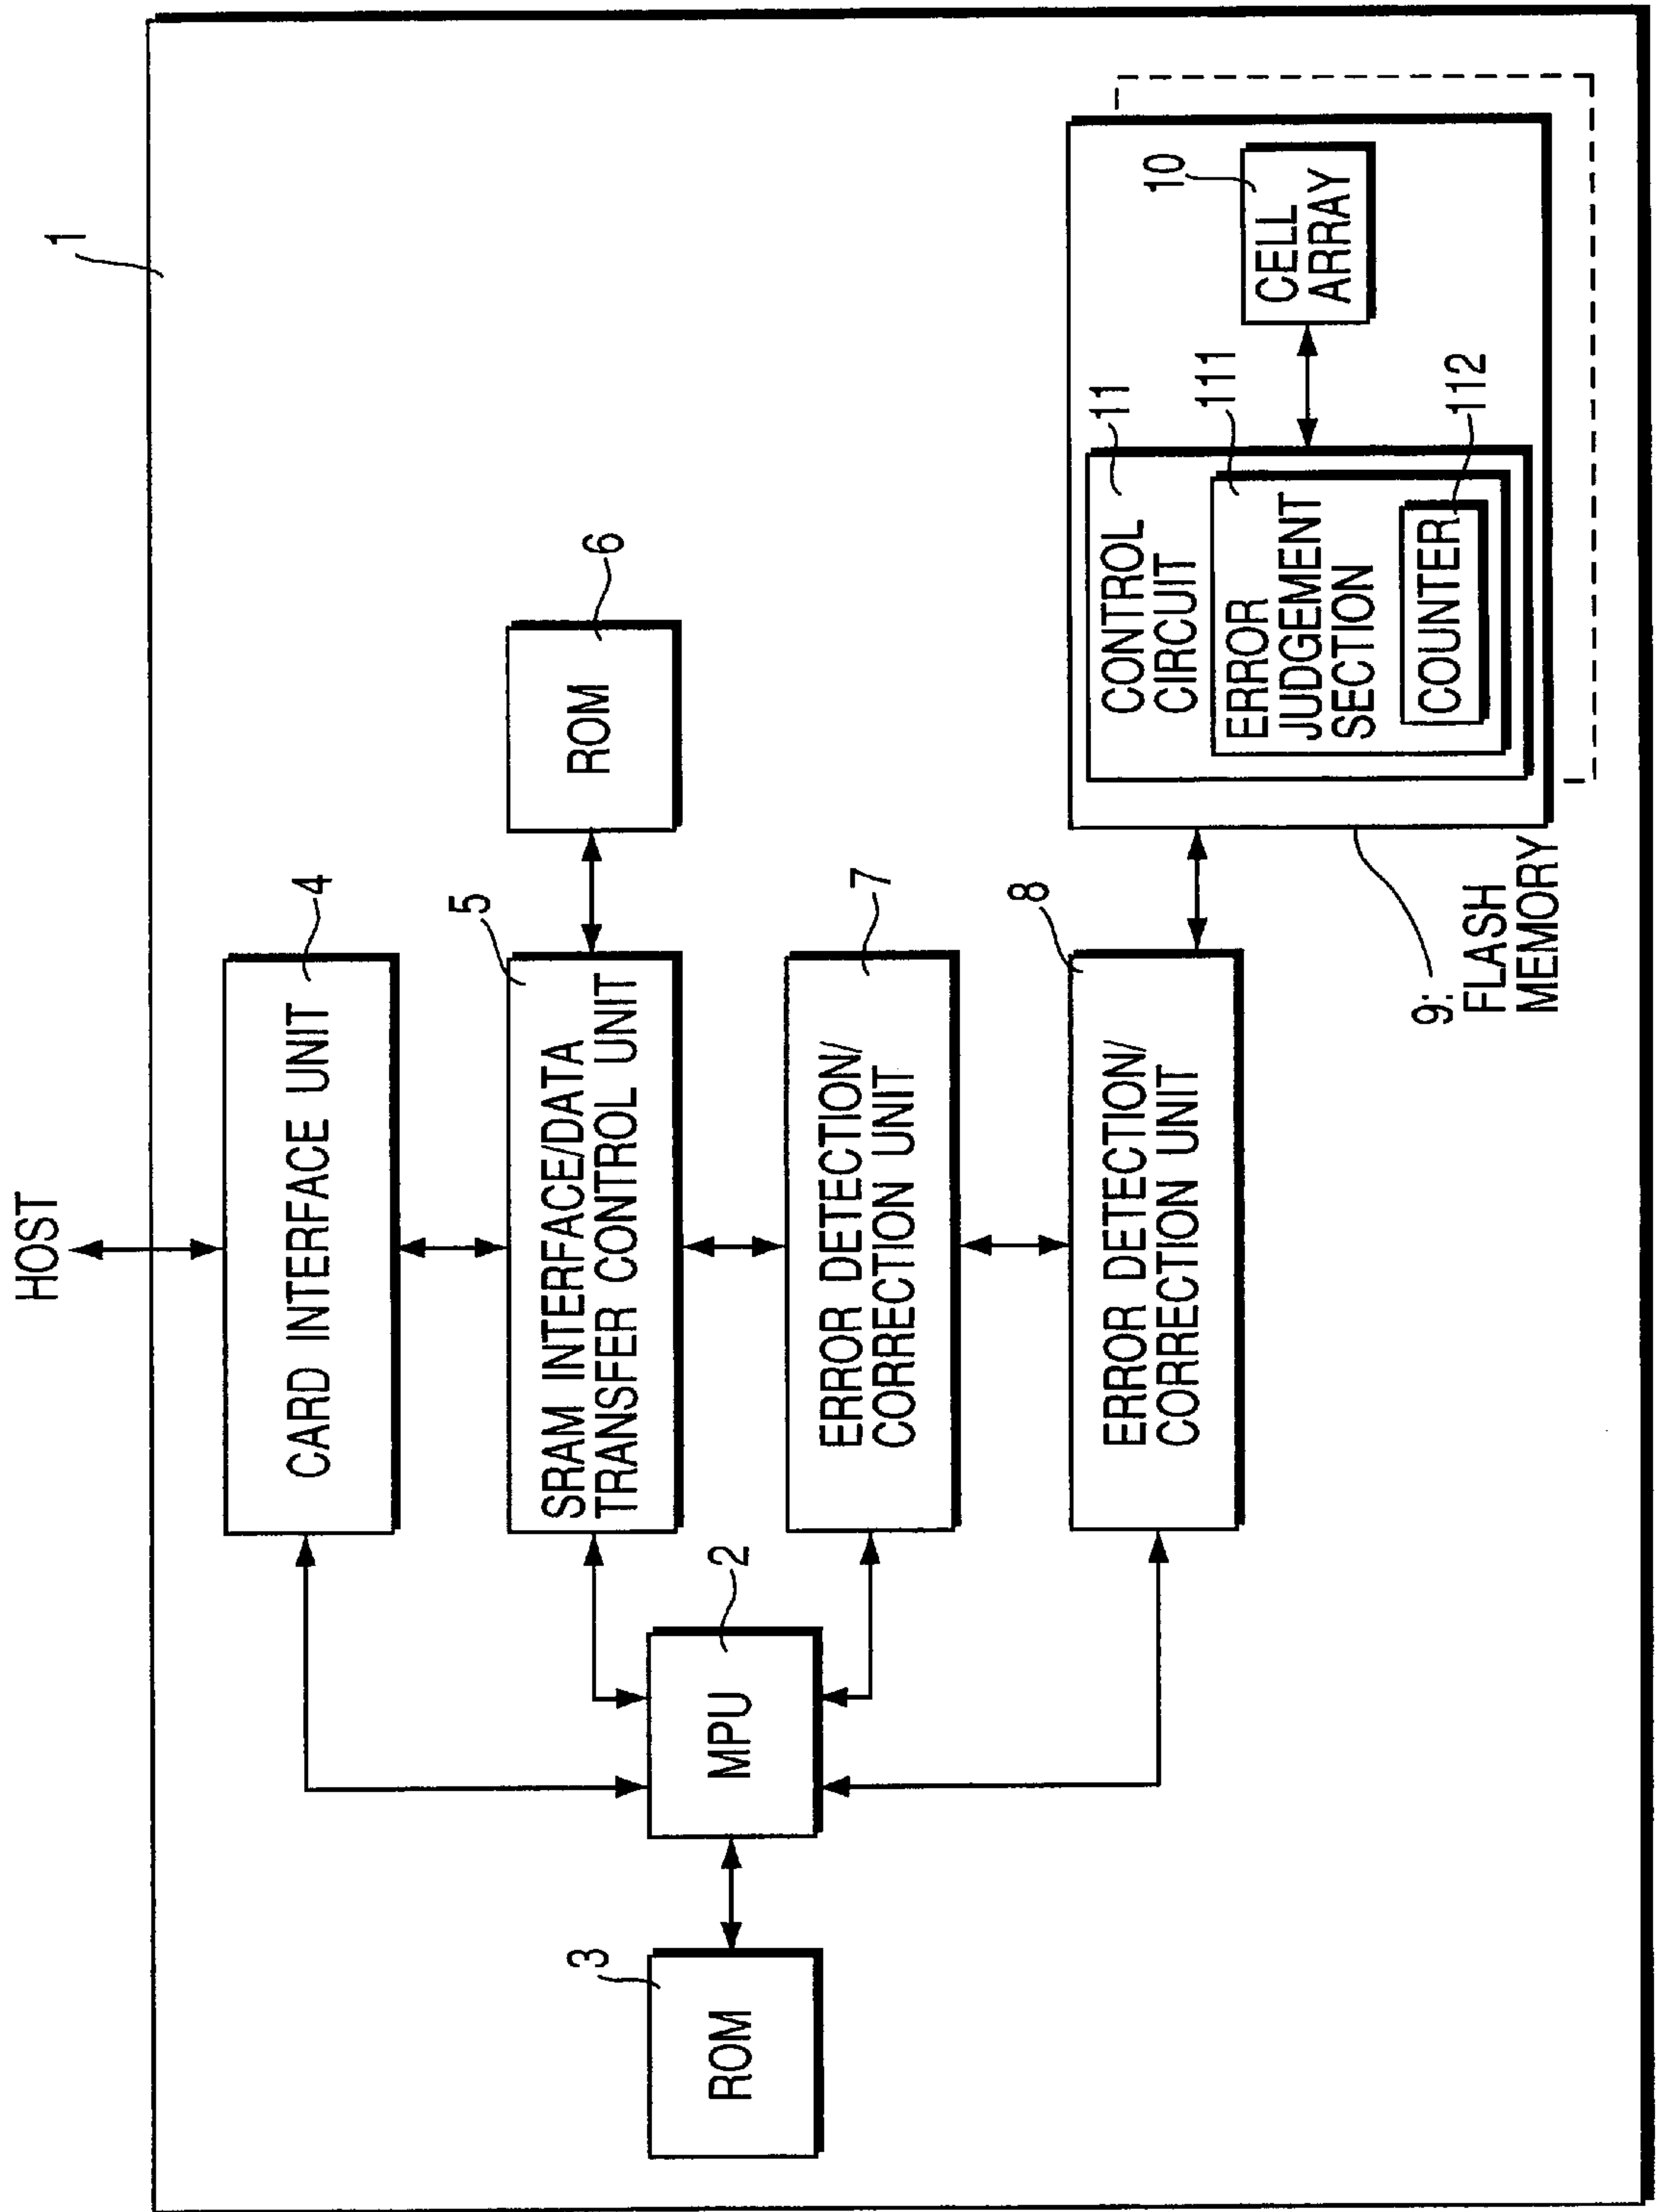 HOST
1
CARD INTERFACE UNIT
4
SRAM INTERFACE/DATA
TRANSFER CONTROL UNIT
5
ROM
6
MPU
2
ROM
3
ERROR DETECTION/
CORRECTION UNIT
7
ERROR DETECTION/
CORRECTION UNIT
8
9:
FLASH
MEMORY
CONTROL
CIRCUIT
11
ERROR
JUDGEMENT
SECTION
111
COUNTER
112
CELL
ARRAY
10